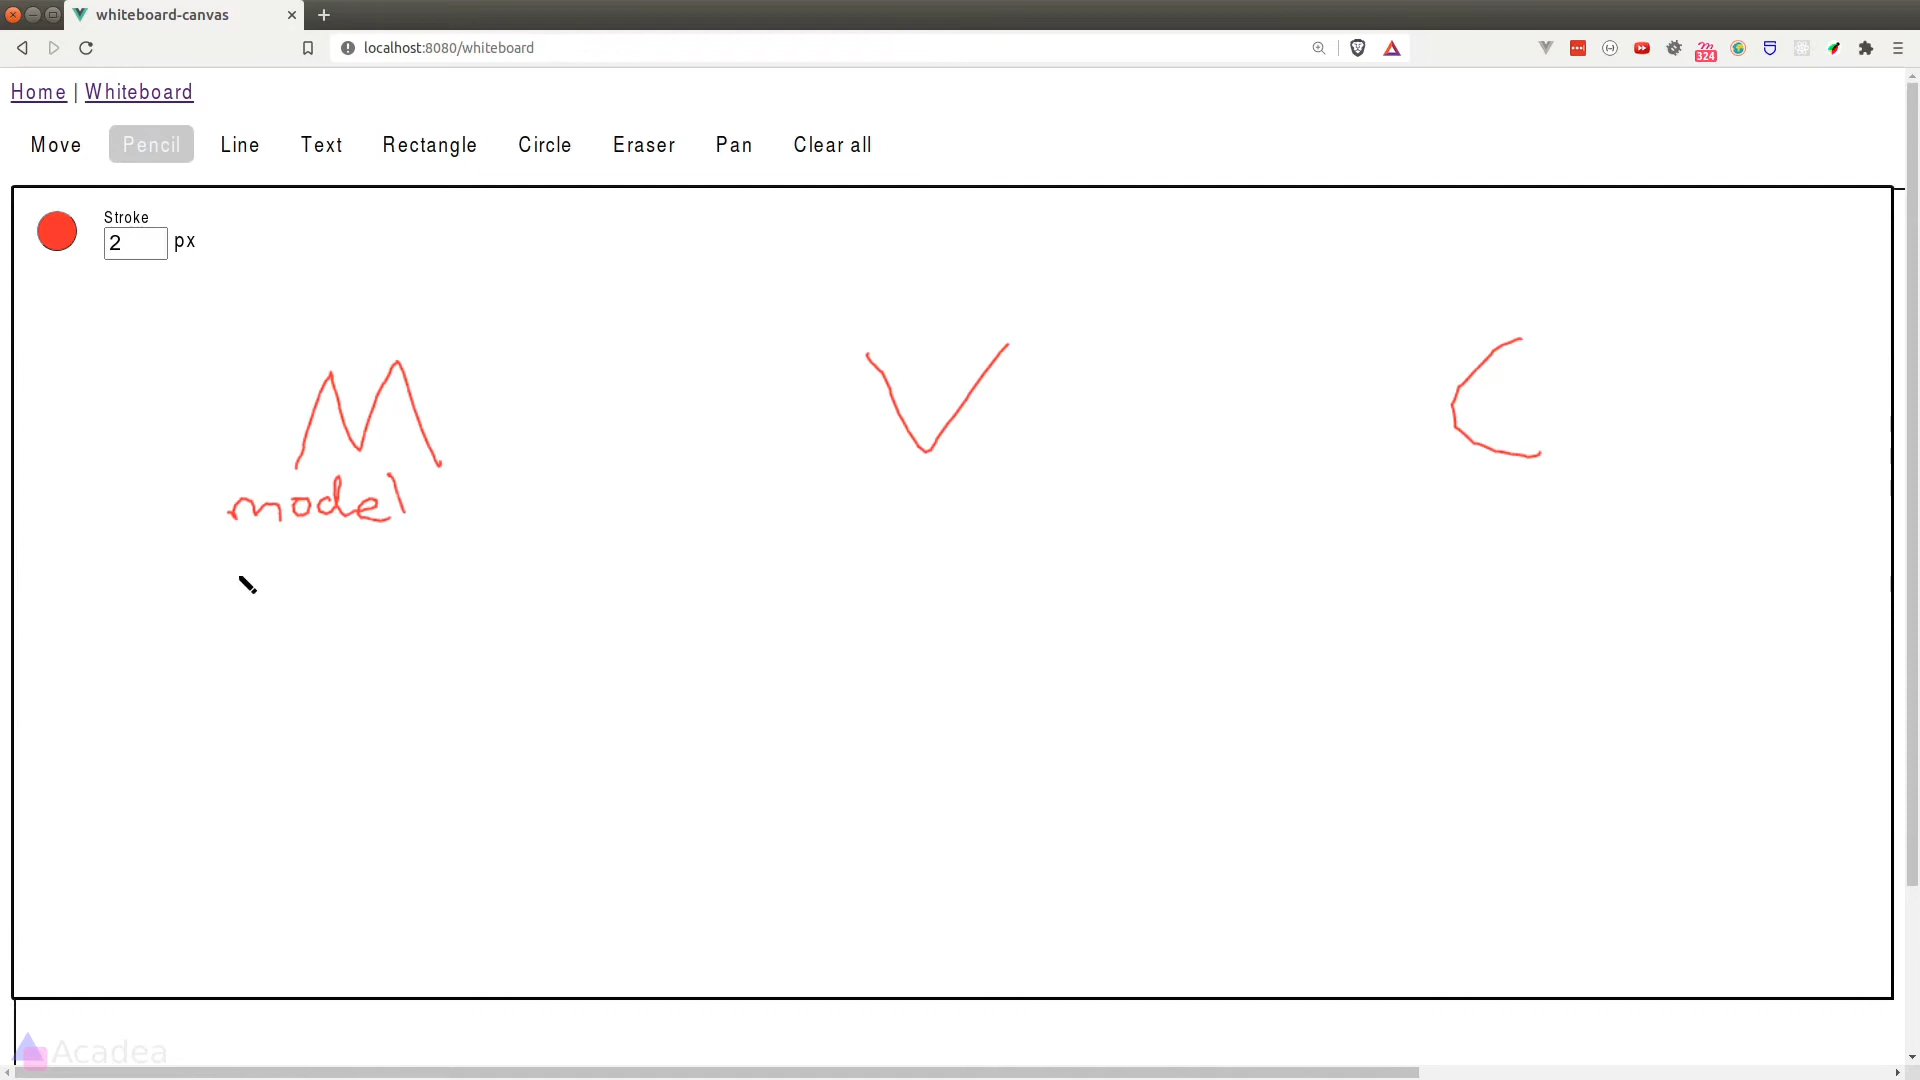 whiteboard-canvas
localhost:8080/whiteboard
324
Home | Whiteboard
Move Pencil Line Text Rectangle Circle Eraser Pan Clear all
Stroke
2 px
M V C
model
Acadea